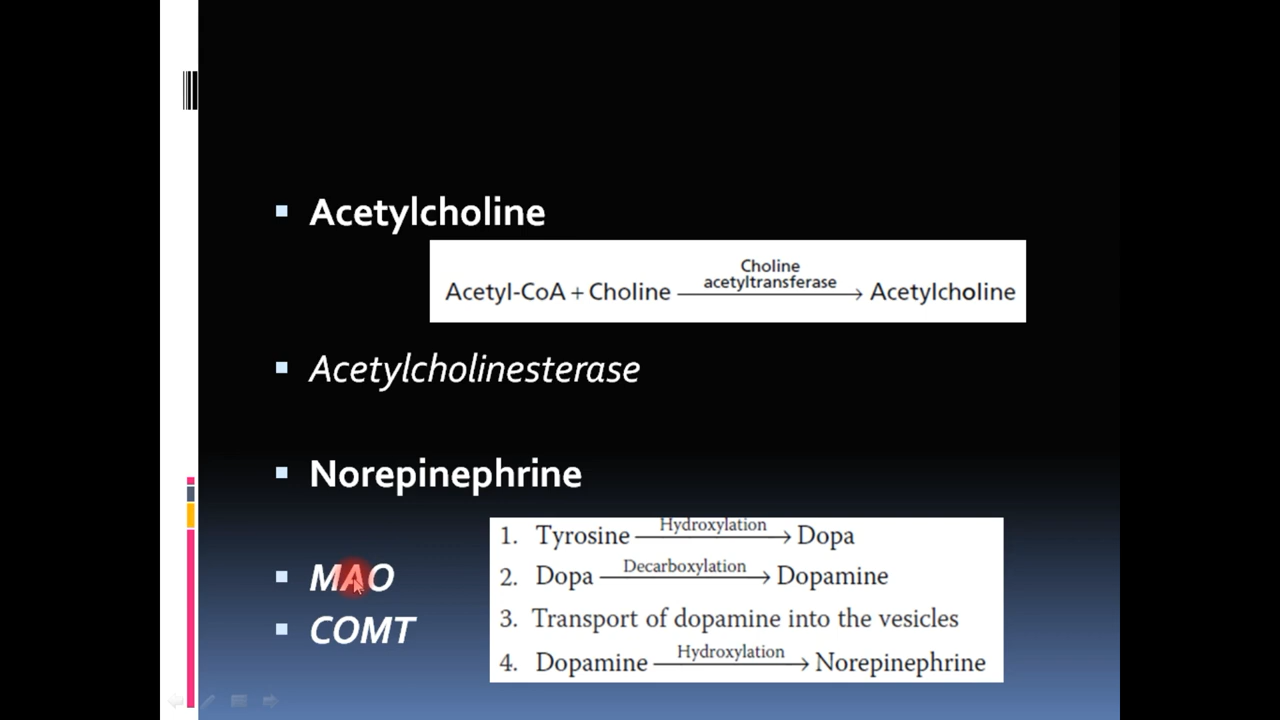 Acetylcholine
Choline
acetyltransferase
Acetyl-CoA + Choline → Acetylcholine
Acetylcholinesterase
Norepinephrine
MAO
COMT
Hydroxylation
1. Tyrosine → Dopa
Decarboxylation
2. Dopa → Dopamine
3. Transport of dopamine into the vesicles
Hydroxylation
4. Dopamine → Norepinephrine